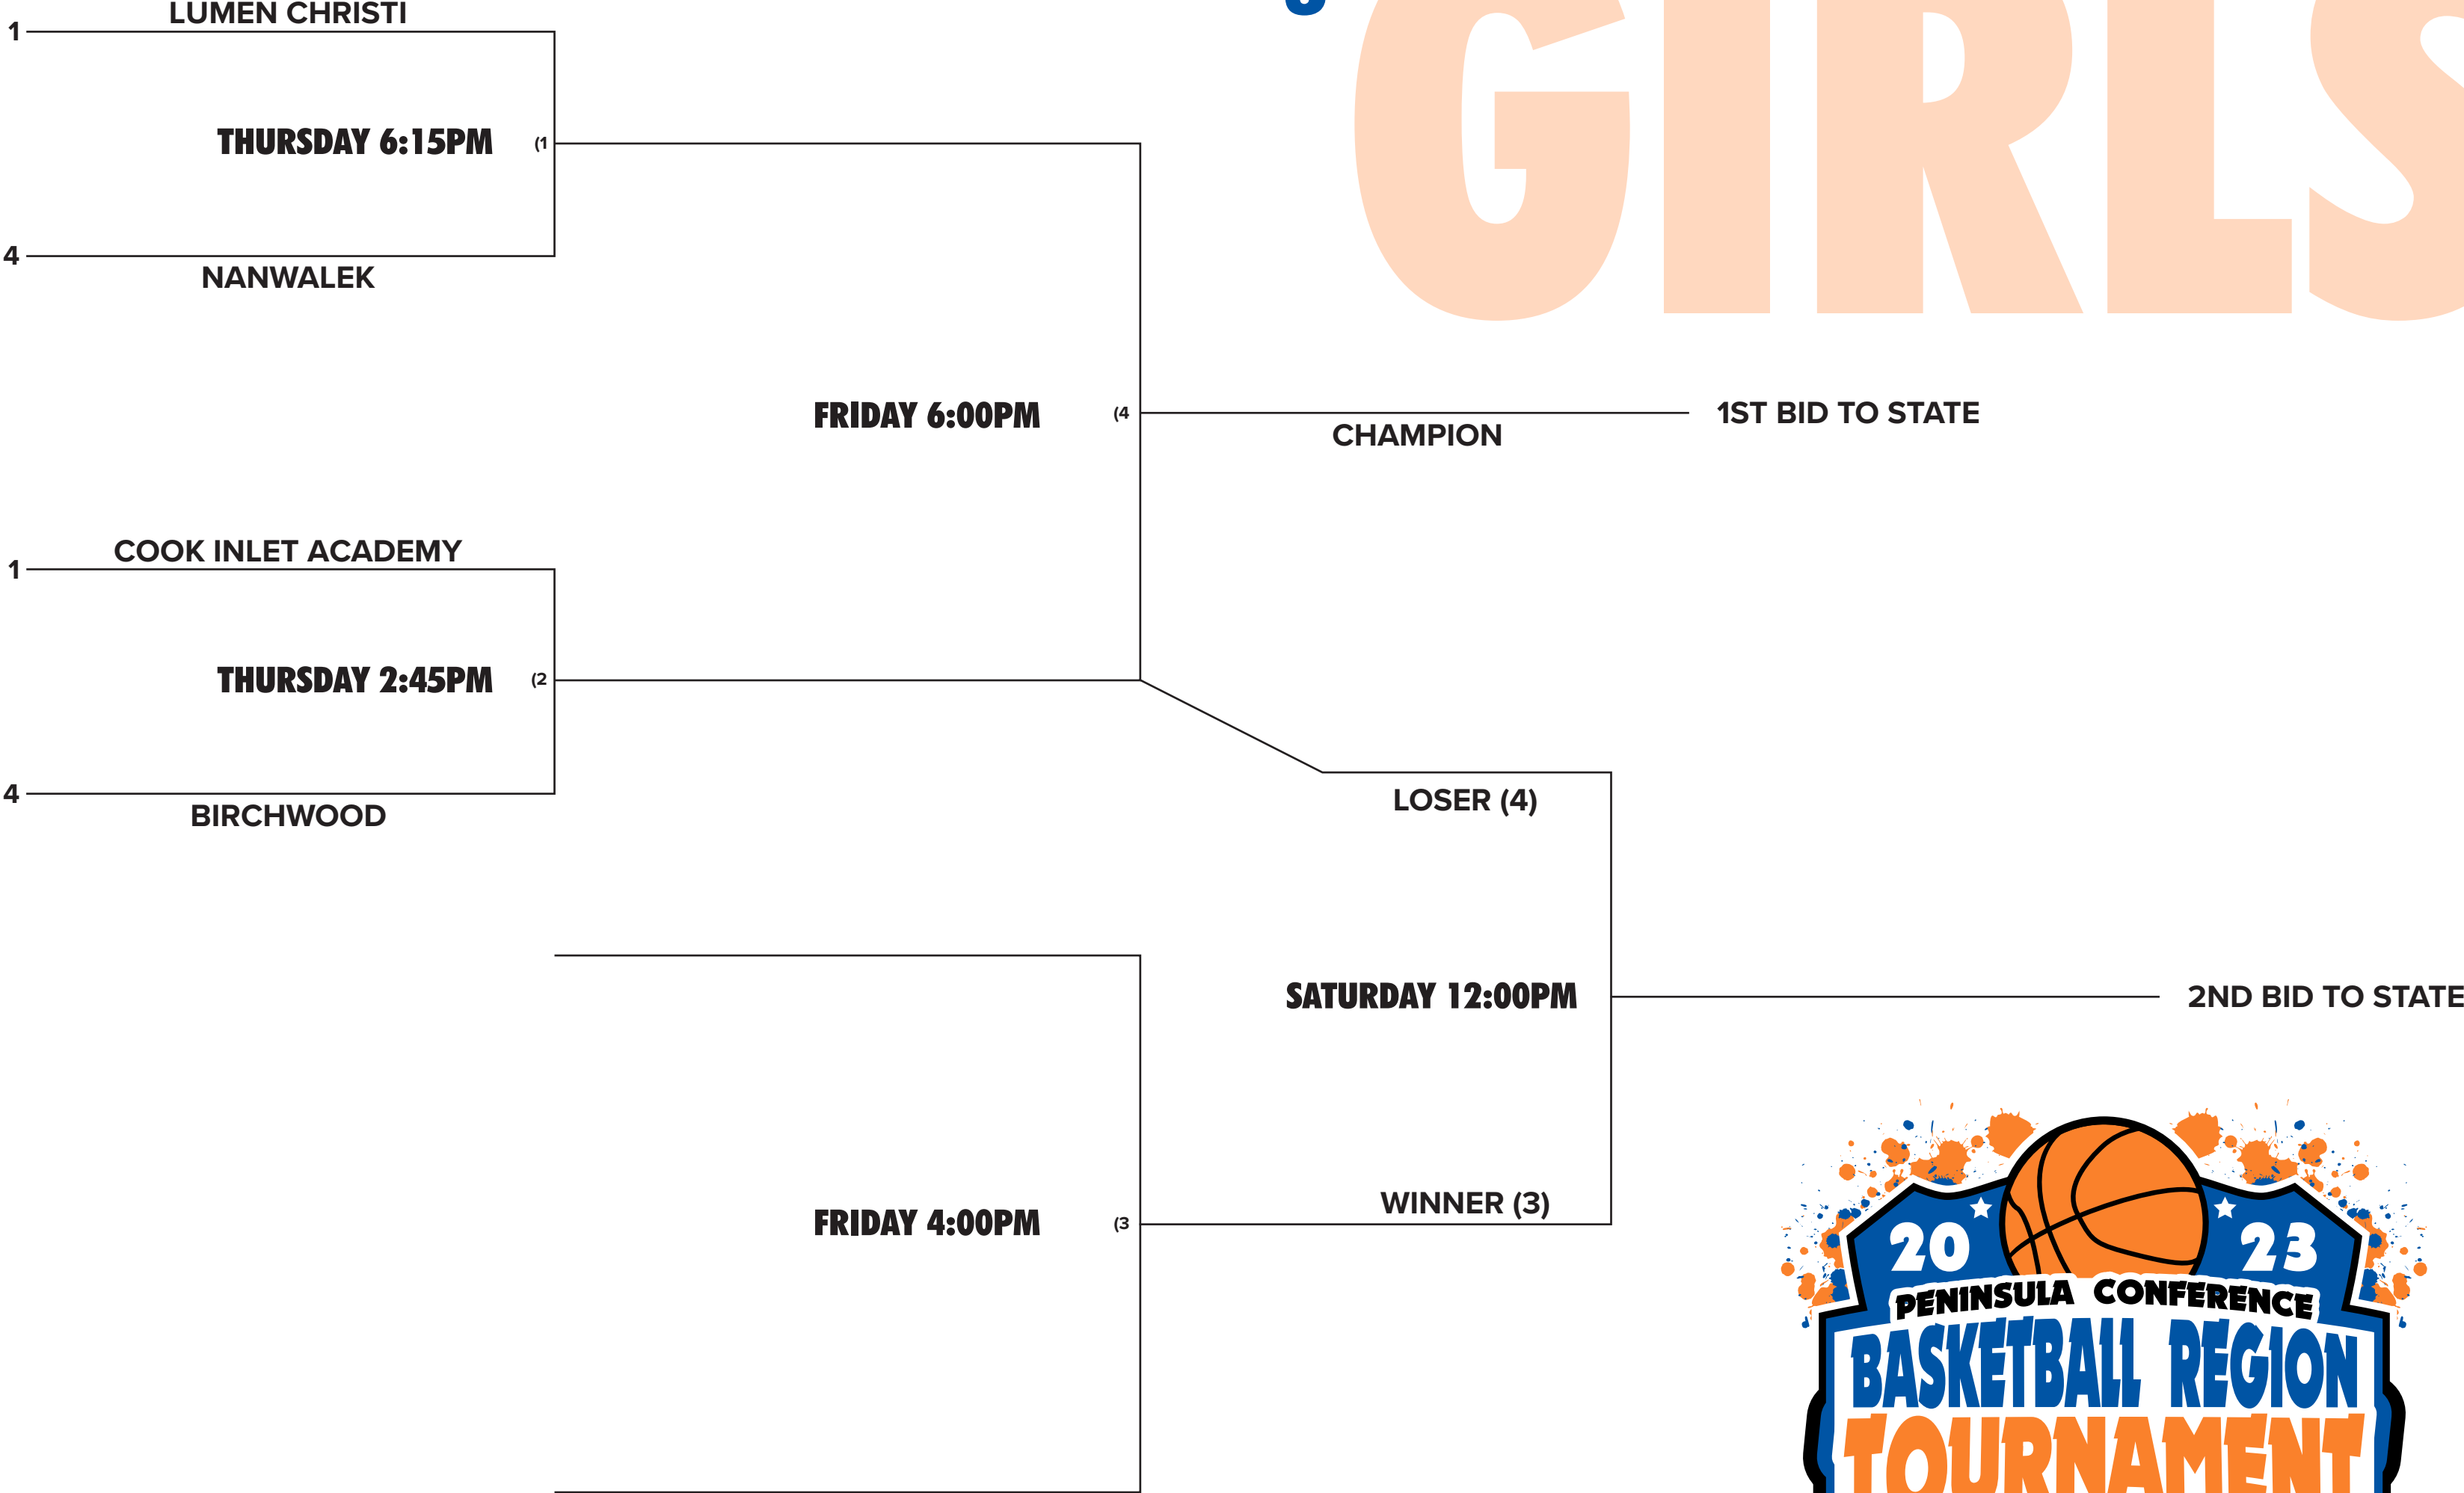 GIRLS
LUMEN CHRISTI
1
THURSDAY 6:15PM (1
4
NANWALEK
FRIDAY 6:00PM (4
1ST BID TO STATE
CHAMPION
COOK INLET ACADEMY
1
THURSDAY 2:45PM (2
4
BIRCHWOOD
LOSER (4)
SATURDAY 12:00PM
2ND BID TO STATE
WINNER (3)
FRIDAY 4:00PM (3
20 23
PENINSULA CONFERENCE
BASKETBALL REGION
TOURNAMENT